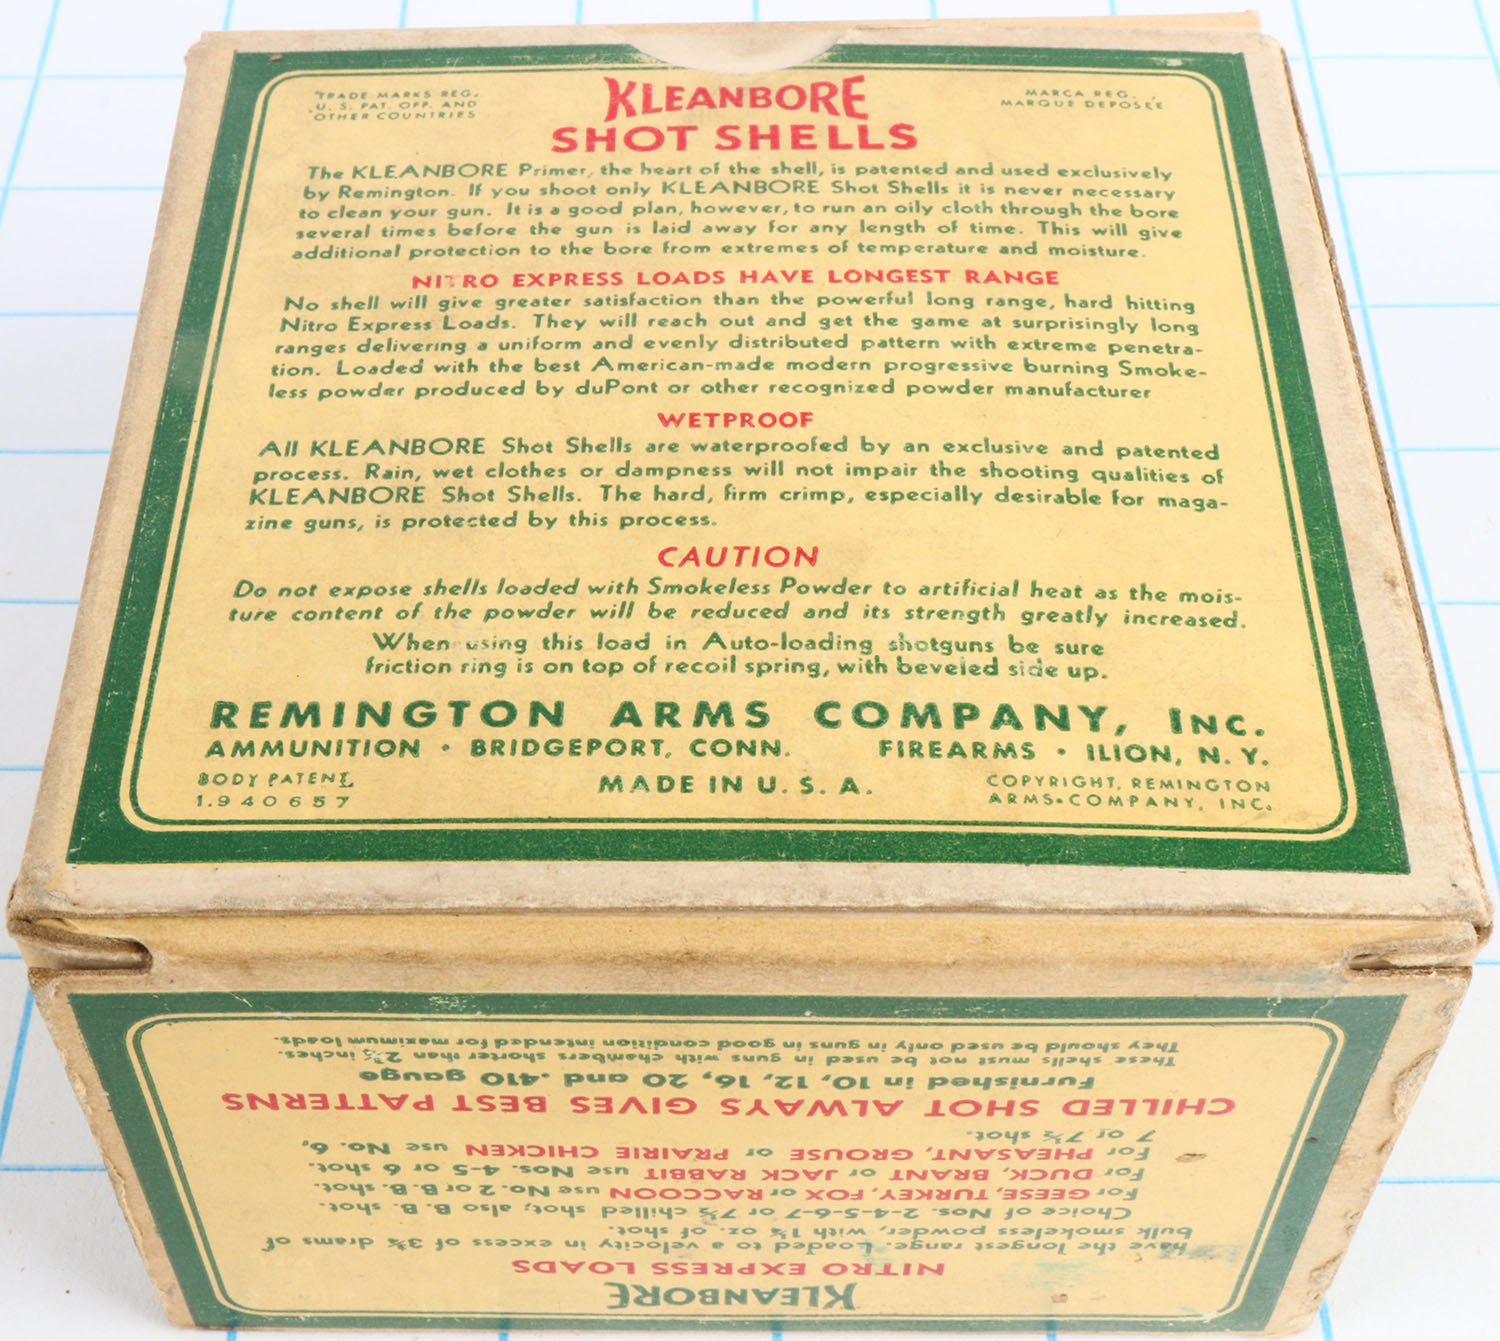 TRADE MARKS REG.
U. S. PAT. OFF. AND
OTHER COUNTRIES
KLEANBORE
SHOT SHELLS
MARCA REG.
MARQUE DEPOSÉE
The KLEANBORE Primer, the heart of the shell, is patented and used exclusively
by Remington. If you shoot only KLEANBORE Shot Shells it is never necessary
to clean your gun. It is a good plan, however, to run an oily cloth through the bore
several times before the gun is laid away for any length of time. This will give
additional protection to the bore from extremes of temperature and moisture.
NITRO EXPRESS LOADS HAVE LONGEST RANGE
No shell will give greater satisfaction than the powerful long range, hard hitting
Nitro Express Loads. They will reach out and get the game at surprisingly long
ranges delivering a uniform and evenly distributed pattern with extreme penetra-
tion. Loaded with the best American-made modern progressive burning Smoke-
less powder produced by duPont or other recognized powder manufacturer
WETPROOF
All KLEANBORE Shot Shells are waterproofed by an exclusive and patented
process. Rain, wet clothes or dampness will not impair the shooting qualities of
KLEANBORE Shot Shells. The hard, firm crimp, especially desirable for maga-
zine guns, is protected by this process.
CAUTION
Do not expose shells loaded with Smokeless Powder to artificial heat as the mois-
ture content of the powder will be reduced and its strength greatly increased.
When using this load in Auto-loading shotguns be sure
friction ring is on top of recoil spring, with beveled side up.
REMINGTON ARMS COMPANY, INC.
AMMUNITION • BRIDGEPORT, CONN. FIREARMS • ILION, N. Y.
BODY PATENT
1.940657
MADE IN U. S. A.
COPYRIGHT, REMINGTON
ARMS COMPANY, INC.
KLEANBORE
NITRO EXPRESS LOADS
have the longest range. Loaded to a velocity in excess of 3¾ drams of
bulk smokeless powder, with 1¼ oz. of shot.
Choice of Nos. 2-4-5-6-7 or 7½ chilled shot; also B. B. shot.
For GEESE, TURKEY, FOX or RACCOON use No. 2 or B. B. shot.
For DUCK, BRANT or JACK RABBIT use Nos. 4-5 or 6 shot.
For PHEASANT, GROUSE or PRAIRIE CHICKEN use No. 6,
7 or 7½ shot.
CHILLED SHOT ALWAYS GIVES BEST PATTERNS
Furnished in 10, 12, 16, 20 and .410 gauge
These shells must not be used in guns with chambers shorter than inches.
They should be used only in guns in good condition intended for maximum loads.